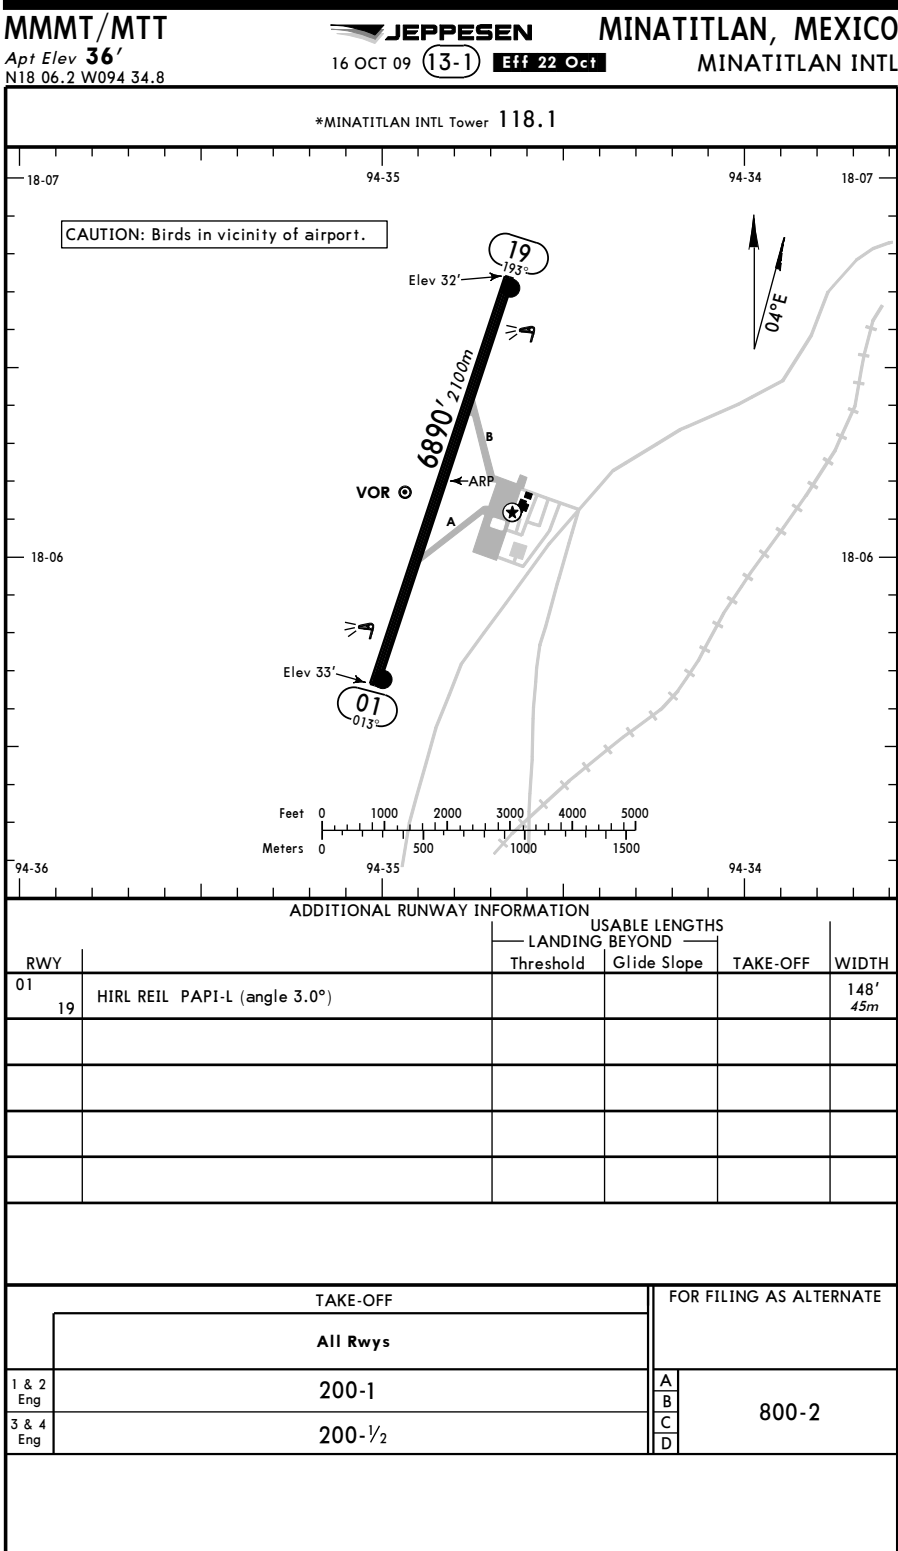 MMMT/MTT
Apt Elev 36'
N18 06.2 W094 34.8
JEPPESEN
16 OCT 09 13-1 Eff 22 Oct
MINATITLAN, MEXICO
MINATITLAN INTL
*MINATITLAN INTL Tower 118.1
18-07 94-35 94-34 18-07
CAUTION: Birds in vicinity of airport.
19
193°
Elev 32'
04°E
6890' 2100m
B
ARP
VOR
A
18-06 18-06
Elev 33'
01
013°
Feet 0 1000 2000 3000 4000 5000
Meters 0 500 1000 1500
94-36 94-35 94-34
ADDITIONAL RUNWAY INFORMATION
USABLE LENGTHS
LANDING BEYOND
RWY Threshold Glide Slope TAKE-OFF WIDTH
01
19 HIRL REIL PAPI-L (angle 3.0°) 148'
45m
TAKE-OFF FOR FILING AS ALTERNATE
All Rwys
1 & 2
Eng
200-1
3 & 4
Eng
200-½
A
B
C
D
800-2